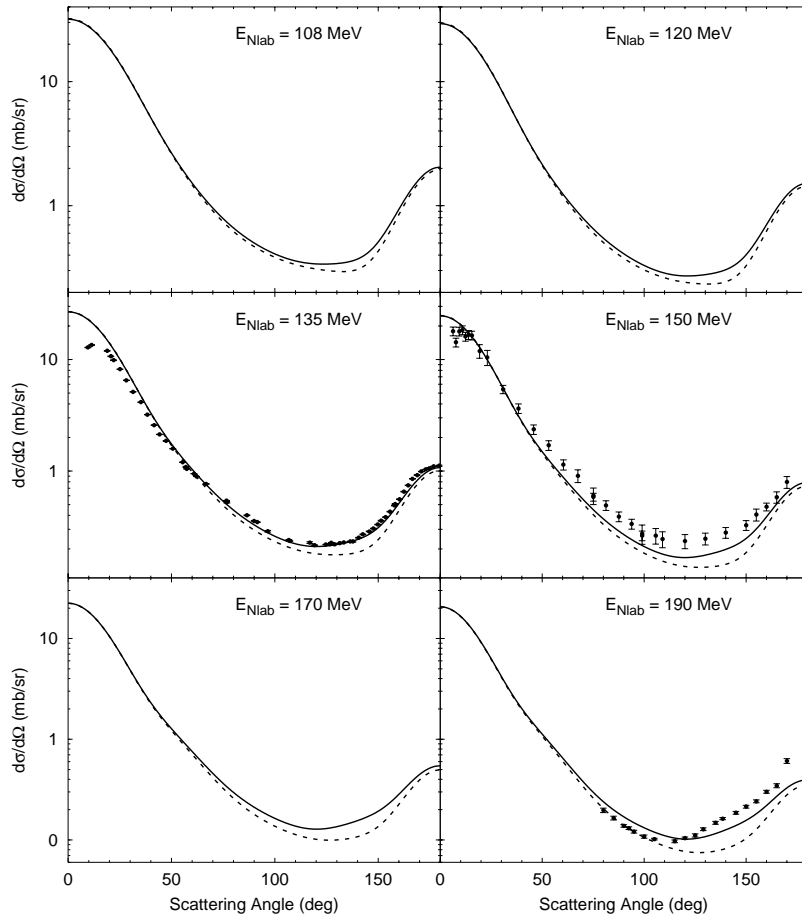 E_Nlab = 108 MeV
E_Nlab = 120 MeV
10
1
dσ/dΩ (mb/sr)
E_Nlab = 135 MeV
E_Nlab = 150 MeV
10
1
dσ/dΩ (mb/sr)
E_Nlab = 170 MeV
E_Nlab = 190 MeV
10
1
0
dσ/dΩ (mb/sr)
0 50 100 150 0 50 100 150
Scattering Angle (deg) Scattering Angle (deg)